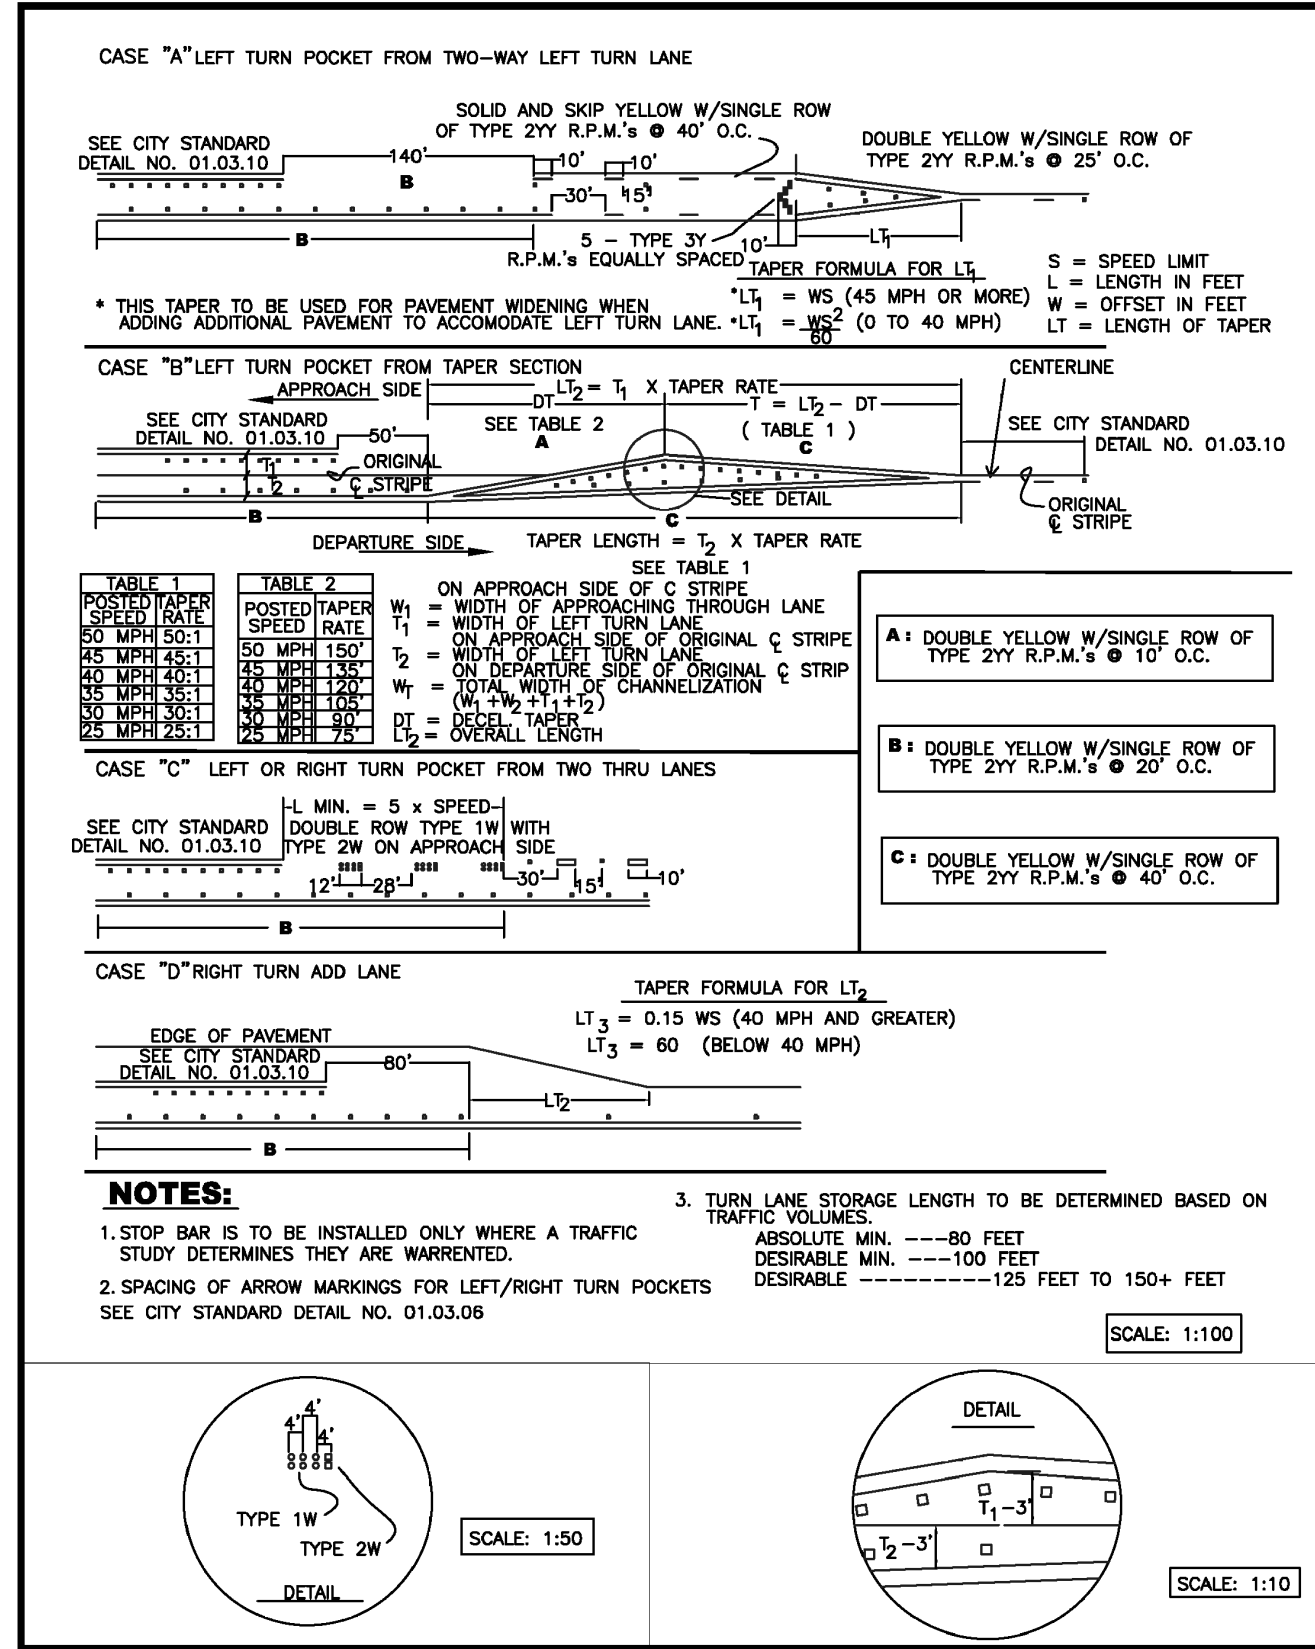 CASE "A" LEFT TURN POCKET FROM TWO-WAY LEFT TURN LANE
SOLID AND SKIP YELLOW W/SINGLE ROW
OF TYPE 2YY R.P.M.'s @ 40' O.C.
SEE CITY STANDARD
DETAIL NO. 01.03.10
DOUBLE YELLOW W/SINGLE ROW OF
TYPE 2YY R.P.M.'s @ 25' O.C.
140'
B
10'
10'
30'
15'
B
5 - TYPE 3Y
R.P.M.'s EQUALLY SPACED
10'
LT1
TAPER FORMULA FOR LT1
*LT1 = WS (45 MPH OR MORE)
*LT1 = WS2 (0 TO 40 MPH)
60
S = SPEED LIMIT
L = LENGTH IN FEET
W = OFFSET IN FEET
LT = LENGTH OF TAPER
* THIS TAPER TO BE USED FOR PAVEMENT WIDENING WHEN
ADDING ADDITIONAL PAVEMENT TO ACCOMODATE LEFT TURN LANE.
CASE "B" LEFT TURN POCKET FROM TAPER SECTION
APPROACH SIDE
LT2 = T1 X TAPER RATE
DT
T = LT2 - DT
SEE TABLE 2
A
( TABLE 1 )
C
CENTERLINE
SEE CITY STANDARD
DETAIL NO. 01.03.10
50'
SEE CITY STANDARD
DETAIL NO. 01.03.10
T1
T2
ORIGINAL
℄ STRIPE
SEE DETAIL
ORIGINAL
℄ STRIPE
B
C
DEPARTURE SIDE
TAPER LENGTH = T2 X TAPER RATE
SEE TABLE 1
TABLE 1
POSTED SPEED TAPER RATE
50 MPH 50:1
45 MPH 45:1
40 MPH 40:1
35 MPH 35:1
30 MPH 30:1
25 MPH 25:1
TABLE 2
POSTED SPEED TAPER RATE
50 MPH 150'
45 MPH 135'
40 MPH 120'
35 MPH 105'
30 MPH 90'
25 MPH 75'
ON APPROACH SIDE OF C STRIPE
W1 = WIDTH OF APPROACHING THROUGH LANE
T1 = WIDTH OF LEFT TURN LANE
ON APPROACH SIDE OF ORIGINAL ℄ STRIPE
T2 = WIDTH OF LEFT TURN LANE
ON DEPARTURE SIDE OF ORIGINAL ℄ STRIP
WT = TOTAL WIDTH OF CHANNELIZATION
(W1 +W2 +T1 +T2)
DT = DECEL. TAPER
LT2 = OVERALL LENGTH
A: DOUBLE YELLOW W/SINGLE ROW OF
TYPE 2YY R.P.M.'s @ 10' O.C.
B: DOUBLE YELLOW W/SINGLE ROW OF
TYPE 2YY R.P.M.'s @ 20' O.C.
C: DOUBLE YELLOW W/SINGLE ROW OF
TYPE 2YY R.P.M.'s @ 40' O.C.
CASE "C" LEFT OR RIGHT TURN POCKET FROM TWO THRU LANES
L MIN. = 5 x SPEED
SEE CITY STANDARD
DETAIL NO. 01.03.10
DOUBLE ROW TYPE 1W WITH
TYPE 2W ON APPROACH SIDE
12'
28'
30'
15'
10'
B
CASE "D" RIGHT TURN ADD LANE
TAPER FORMULA FOR LT2
LT3 = 0.15 WS (40 MPH AND GREATER)
LT3 = 60 (BELOW 40 MPH)
EDGE OF PAVEMENT
SEE CITY STANDARD
DETAIL NO. 01.03.10
80'
LT2
B
NOTES:
1. STOP BAR IS TO BE INSTALLED ONLY WHERE A TRAFFIC
STUDY DETERMINES THEY ARE WARRENTED.
2. SPACING OF ARROW MARKINGS FOR LEFT/RIGHT TURN POCKETS
SEE CITY STANDARD DETAIL NO. 01.03.06
3. TURN LANE STORAGE LENGTH TO BE DETERMINED BASED ON
TRAFFIC VOLUMES.
ABSOLUTE MIN. ---80 FEET
DESIRABLE MIN. ---100 FEET
DESIRABLE ----------125 FEET TO 150+ FEET
SCALE: 1:100
4'
4'
4'
TYPE 1W
TYPE 2W
DETAIL
SCALE: 1:50
DETAIL
T1-3'
T2-3'
SCALE: 1:10